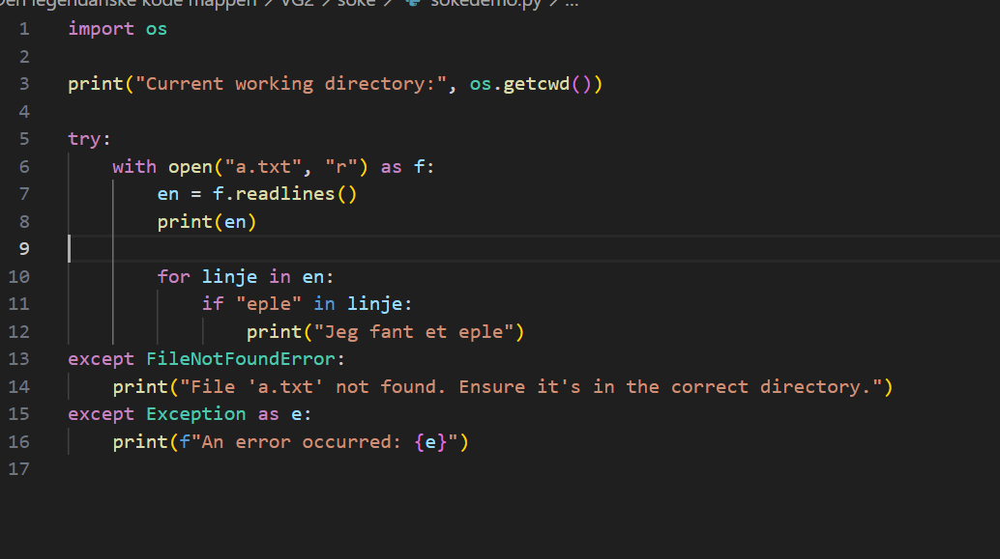 Den legendariske kode mappen > VG2 > søke > sokedemo.py > ...
1 import os
2
3 print("Current working directory:", os.getcwd())
4
5 try:
6     with open("a.txt", "r") as f:
7         en = f.readlines()
8         print(en)
9
10         for linje in en:
11             if "eple" in linje:
12                 print("Jeg fant et eple")
13 except FileNotFoundError:
14     print("File 'a.txt' not found. Ensure it's in the correct directory.")
15 except Exception as e:
16     print(f"An error occurred: {e}")
17